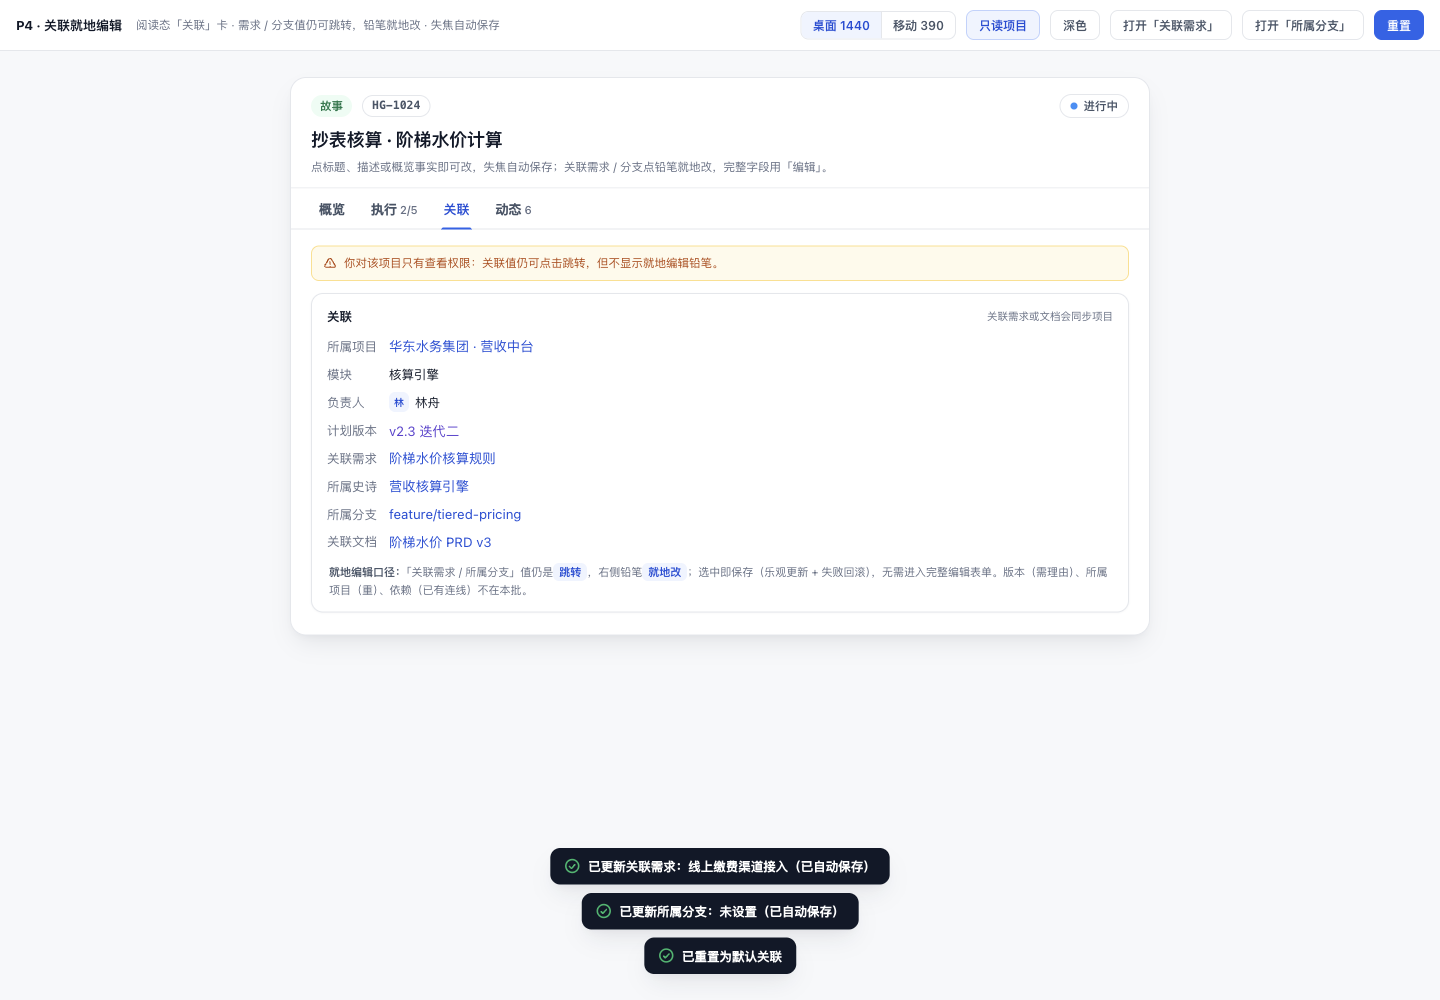 P4 · 关联就地编辑
阅读态「关联」卡 · 需求 / 分支值仍可跳转，铅笔就地改 · 失焦自动保存
桌面 1440
移动 390
只读项目
深色
打开「关联需求」
打开「所属分支」
重置
故事
HG-1024
进行中
抄表核算 · 阶梯水价计算
点标题、描述或概览事实即可改，失焦自动保存；关联需求 / 分支点铅笔就地改，完整字段用「编辑」。
概览
执行 2/5
关联
动态 6
你对该项目只有查看权限：关联值仍可点击跳转，但不显示就地编辑铅笔。
关联
关联需求或文档会同步项目
所属项目 华东水务集团 · 营收中台
模块 核算引擎
负责人 林 林舟
计划版本 v2.3 迭代二
关联需求 阶梯水价核算规则
所属史诗 营收核算引擎
所属分支 feature/tiered-pricing
关联文档 阶梯水价 PRD v3
就地编辑口径：「关联需求 / 所属分支」值仍是 跳转 ，右侧铅笔 就地改 ；选中即保存（乐观更新 + 失败回滚），无需进入完整编辑表单。版本（需理由）、所属
项目（重）、依赖（已有连线）不在本批。
已更新关联需求：线上缴费渠道接入（已自动保存）
已更新所属分支：未设置（已自动保存）
已重置为默认关联